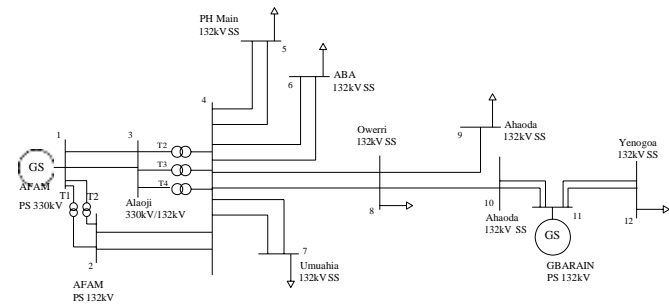 PH Main
132kV SS
5
ABA
132kV SS
6
4
1
3
T2
T3
T4
GS
AFAM
PS 330kV
T1
T2
Alaoji
330kV/132kV
2
AFAM
PS 132kV
7
Umuahia
132kV SS
Owerri
132kV SS
8
9
Ahaoda
132kV SS
10
Ahaoda
132kV SS
11
GS
GBARAIN
PS 132kV
Yenogoa
132kV SS
12